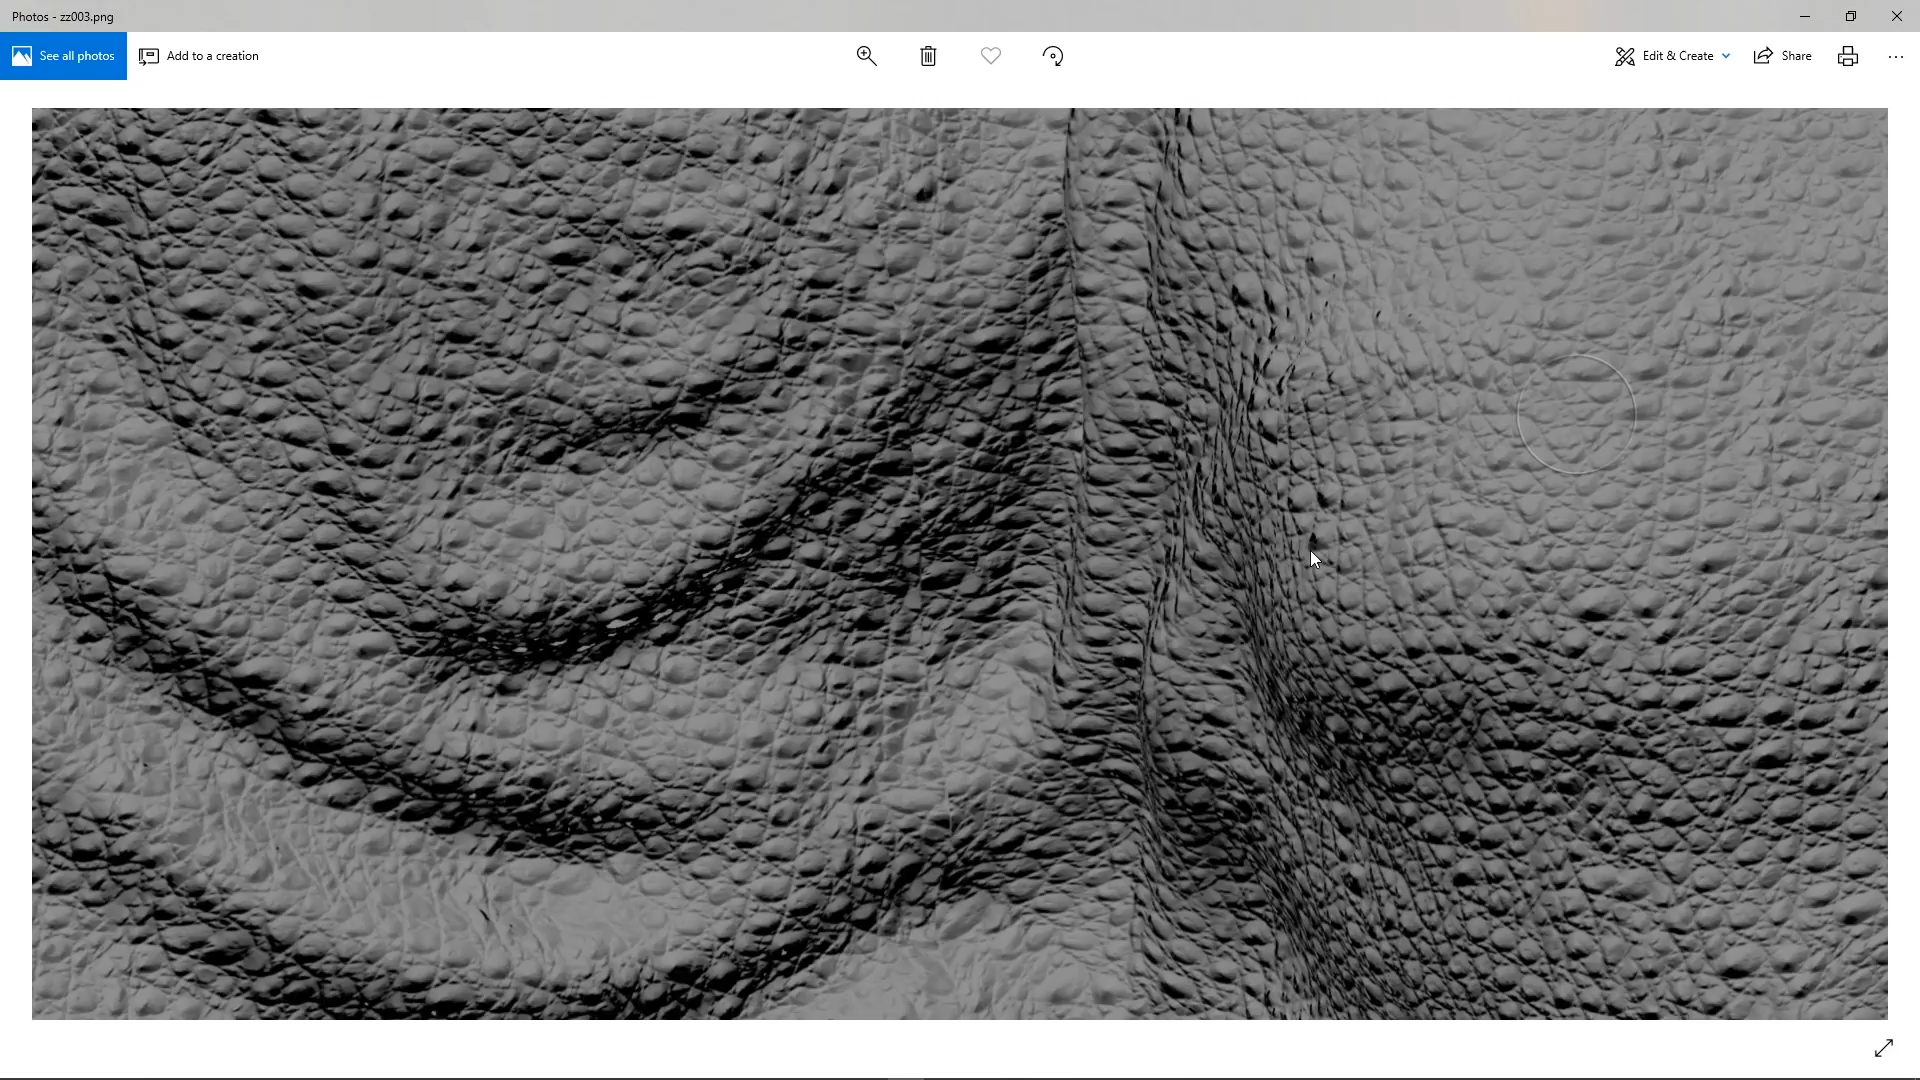 Photos - zz003.png
See all photos
Add to a creation
Edit & Create
Share